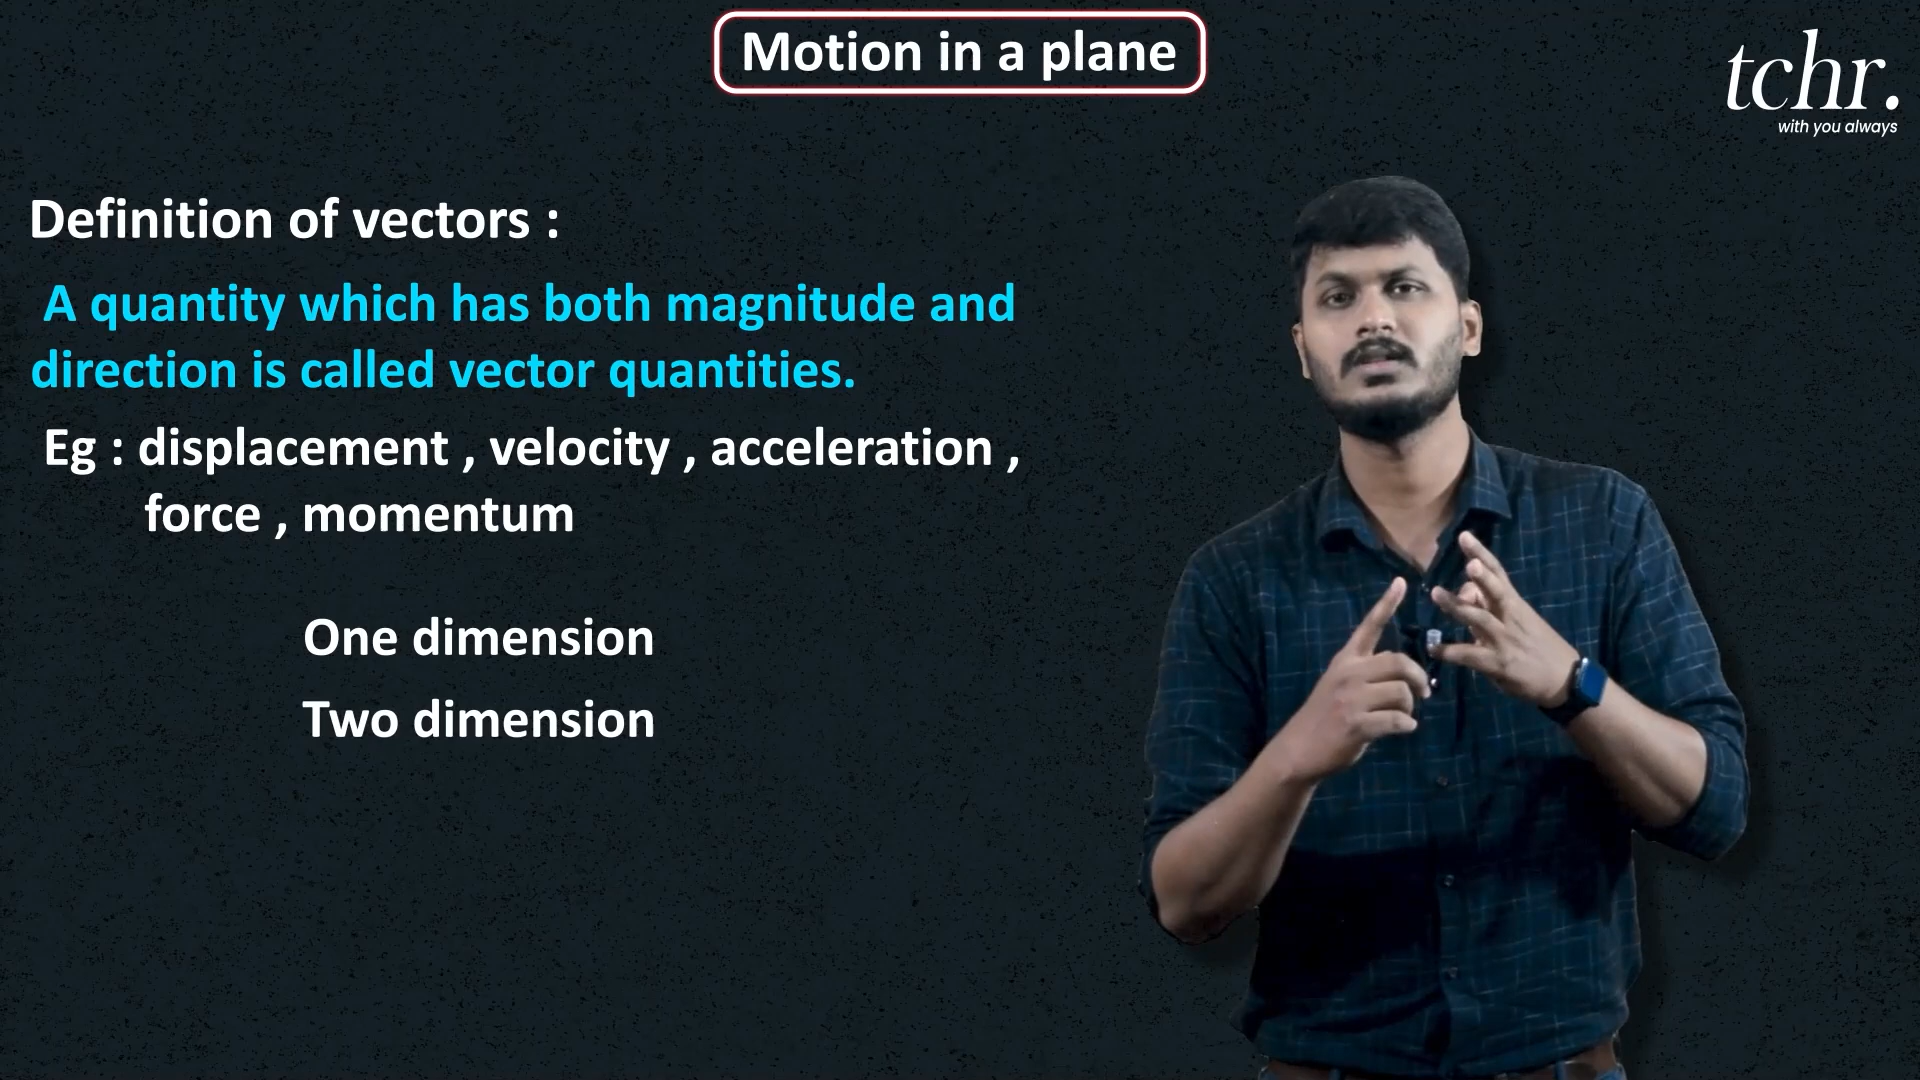 Motion in a plane
tchr.
with you always
Definition of vectors :
A quantity which has both magnitude and
direction is called vector quantities.
Eg : displacement , velocity , acceleration ,
force , momentum
One dimension
Two dimension